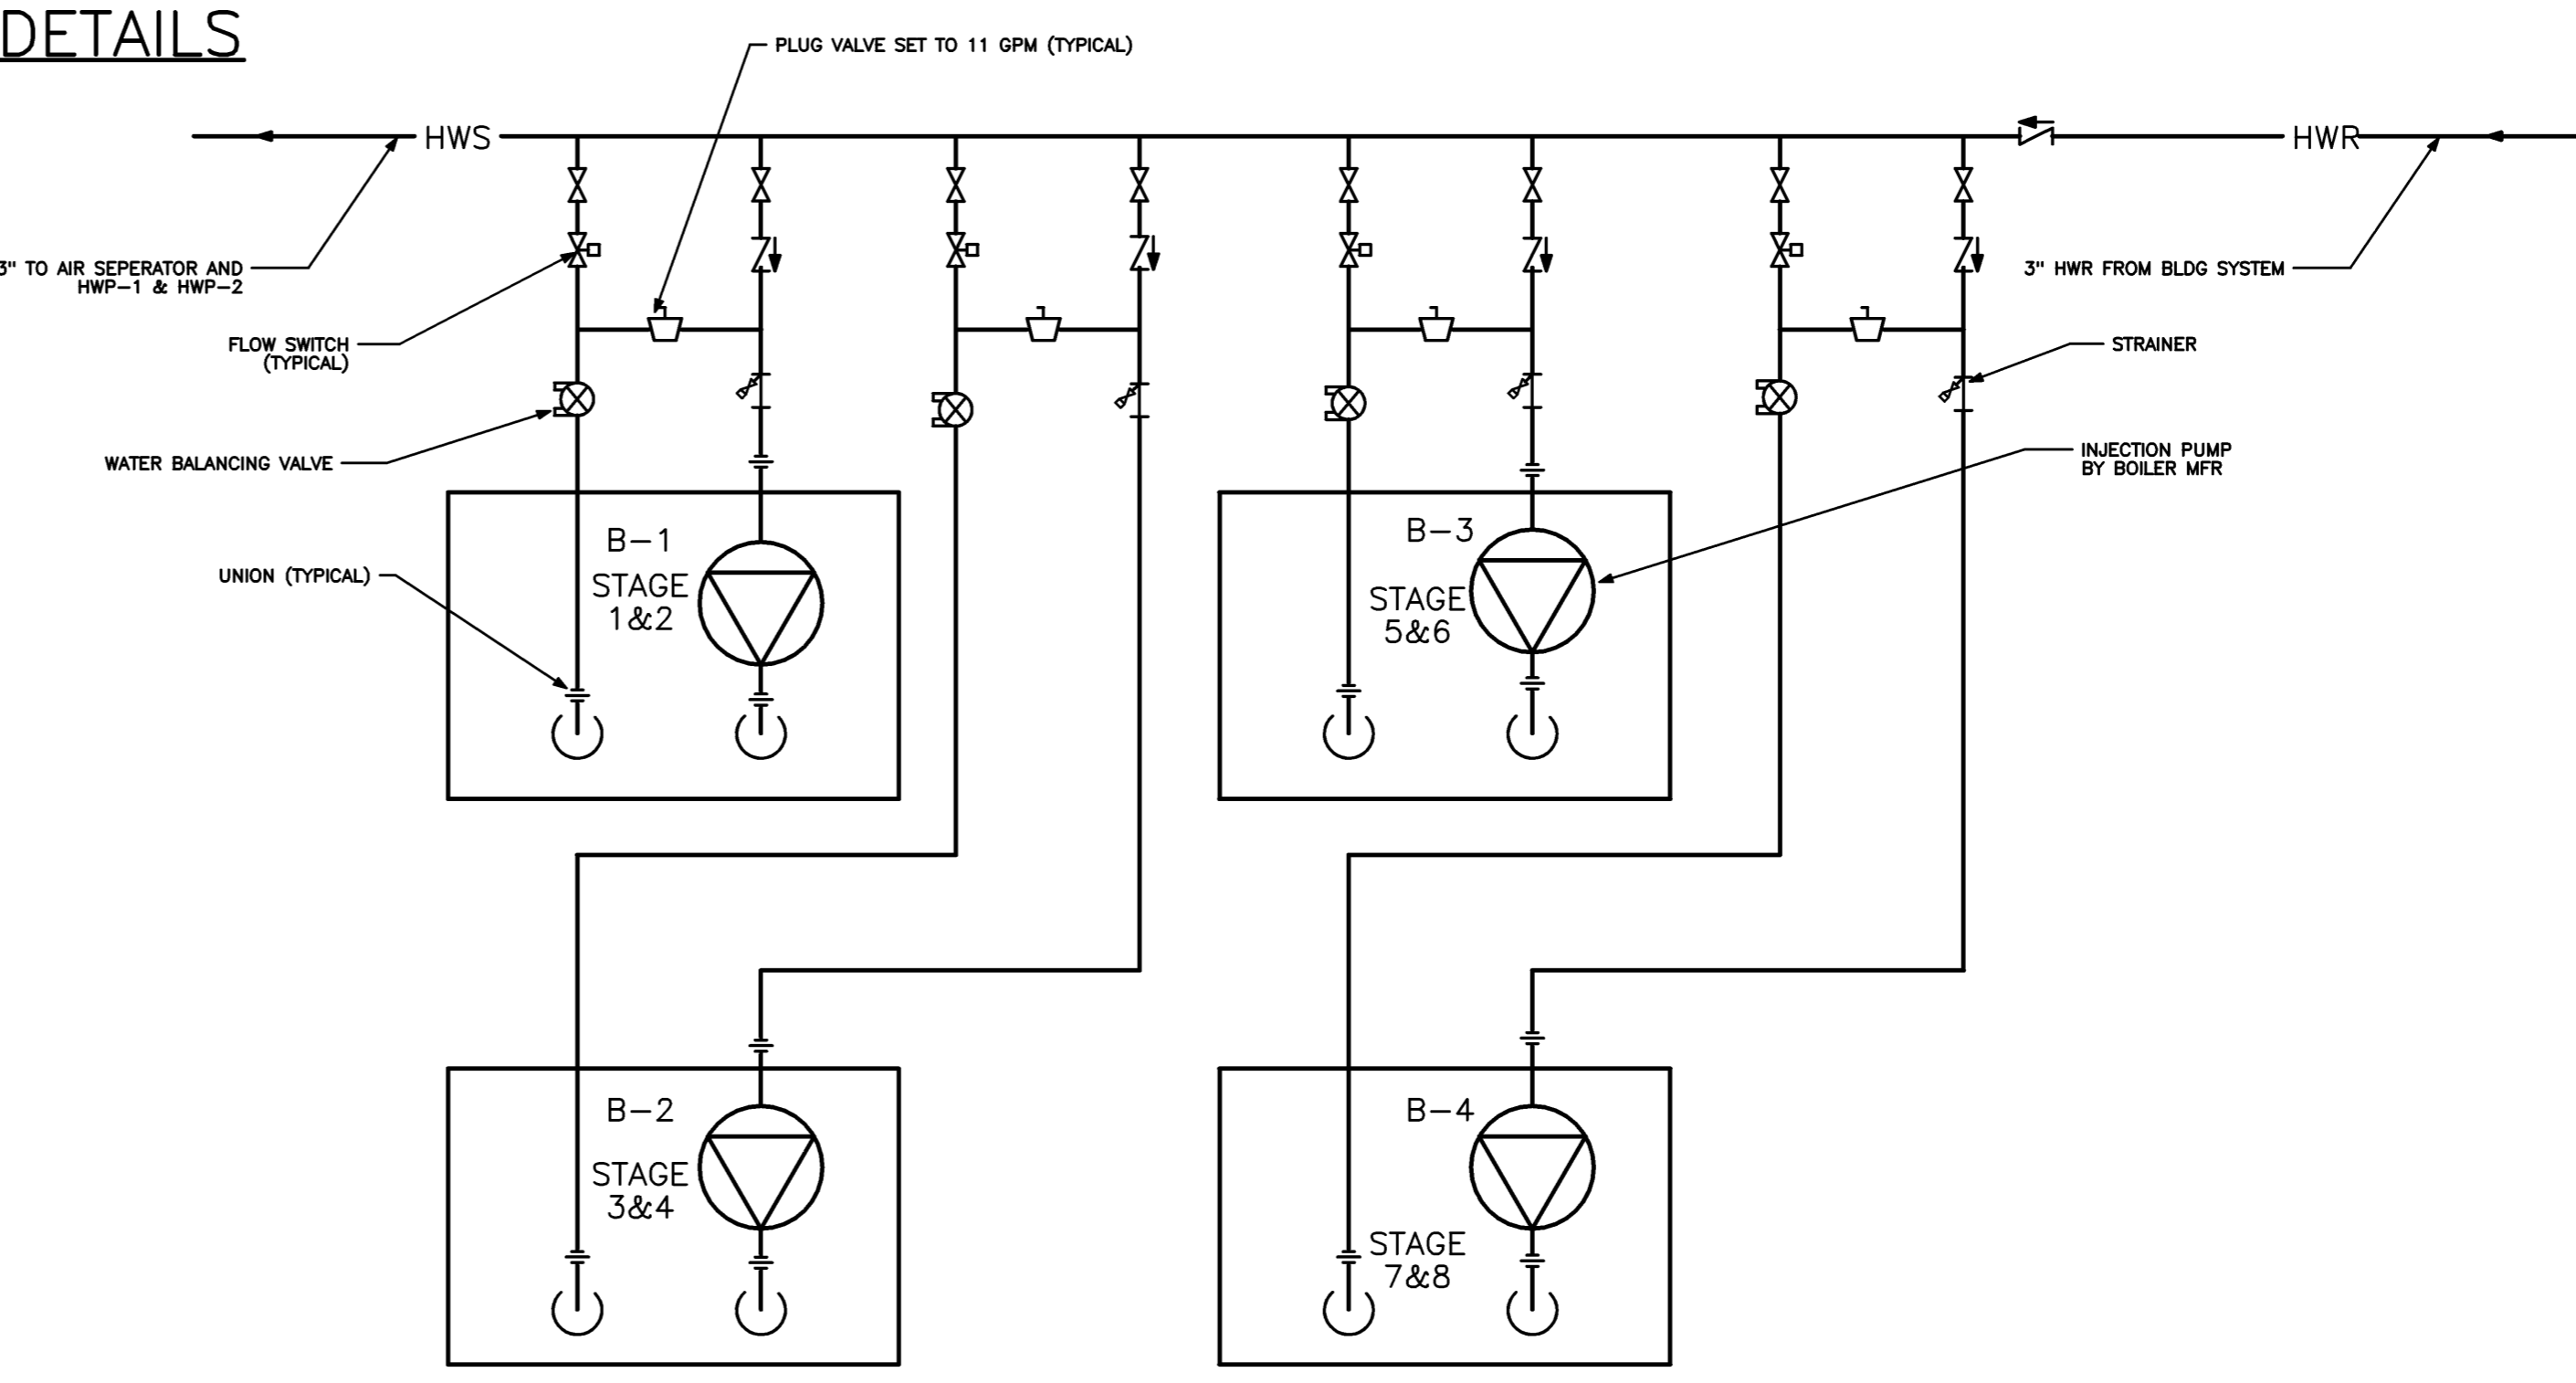 DETAILS
PLUG VALVE SET TO 11 GPM (TYPICAL)
HWS
HWR
3" TO AIR SEPERATOR AND
HWP-1 & HWP-2
3" HWR FROM BLDG SYSTEM
FLOW SWITCH
(TYPICAL)
STRAINER
WATER BALANCING VALVE
INJECTION PUMP
BY BOILER MFR
UNION (TYPICAL)
B-1
STAGE
1&2
B-3
STAGE
5&6
B-2
STAGE
3&4
B-4
STAGE
7&8